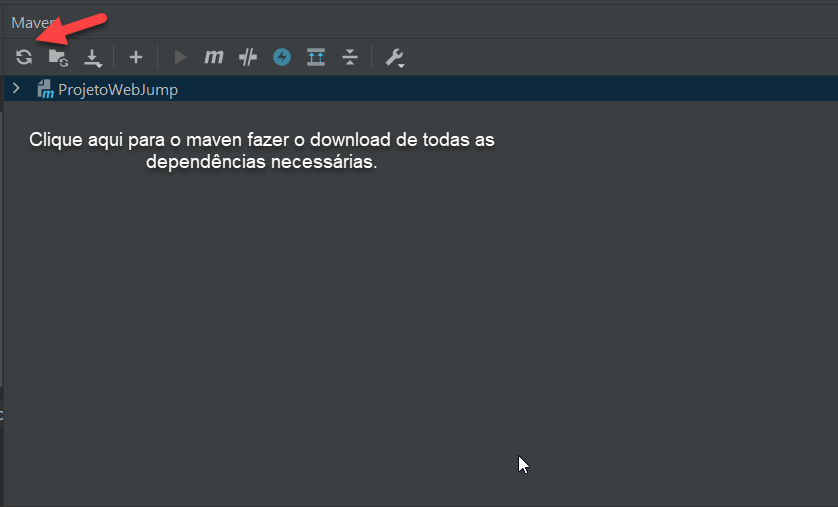 Maven
m
ProjetoWebJump
Clique aqui para o maven fazer o download de todas as
dependências necessárias.